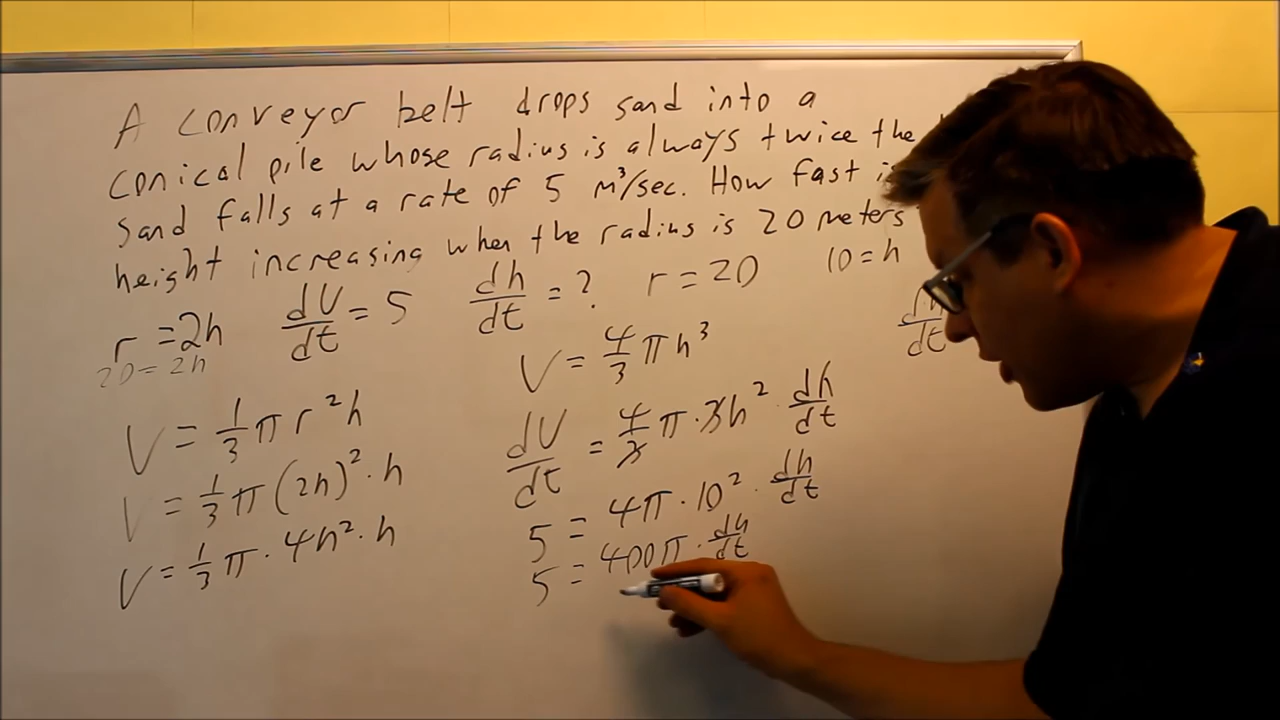 A conveyor belt drops sand into a
conical pile whose radius is always twice the
sand falls at a rate of 5 m³/sec. How fast
height increasing when the radius is 20 meters
r = 2h
20 = 2h
dV/dt = 5
dh/dt = ?
r = 20
10 = h
V = 1/3 π r² h
V = 1/3 π (2h)² · h
V = 1/3 π · 4h² · h
V = 4/3 π h³
dV/dt = 4/3 π · 3h² · dh/dt
5 = 4π · 10² · dh/dt
5 = 400π · dh/dt